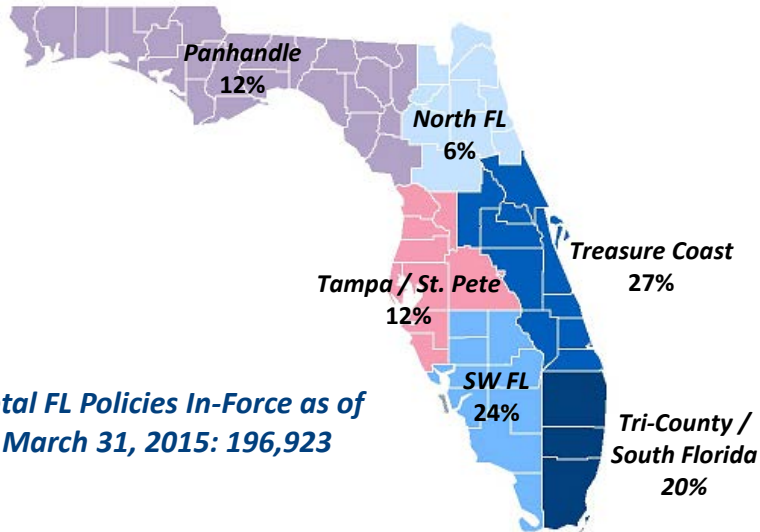 Panhandle
12%
North FL
6%
Treasure Coast
27%
Tampa / St. Pete
12%
SW FL
24%
tal FL Policies In-Force as of
March 31, 2015: 196,923
Tri-County /
South Florida
20%